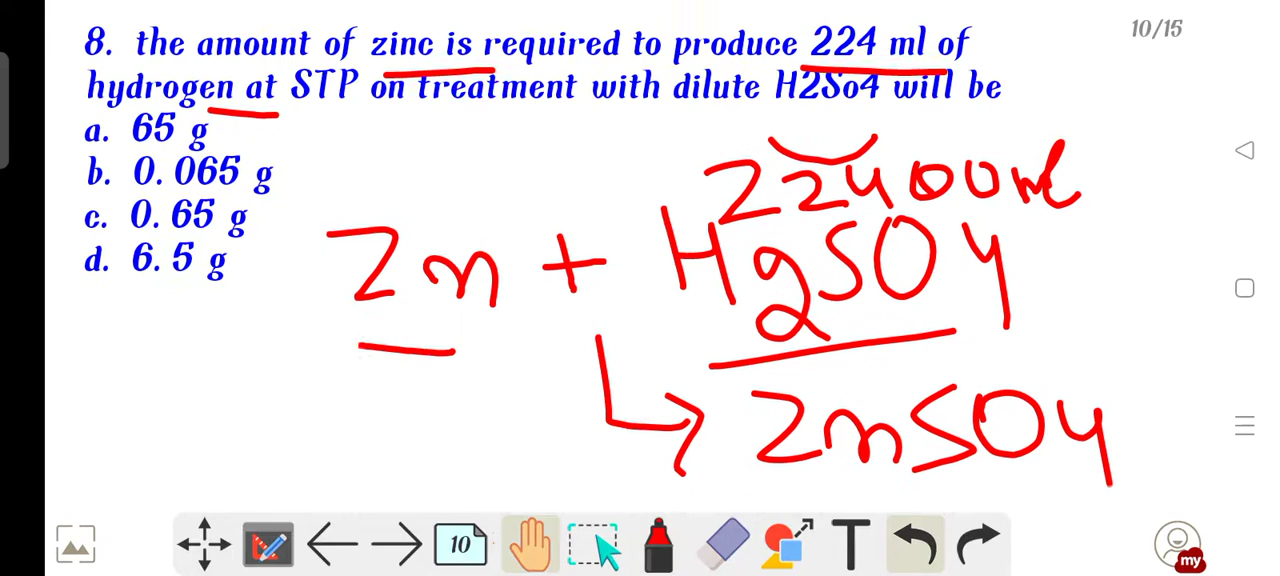 10/15
8. the amount of zinc is required to produce 224 ml of
hydrogen at STP on treatment with dilute H2So4 will be
a. 65 g
b. 0.065 g
c. 0.65 g
d. 6.5 g
22400ml
Zn + H2SO4
ZnSO4
10
T
my